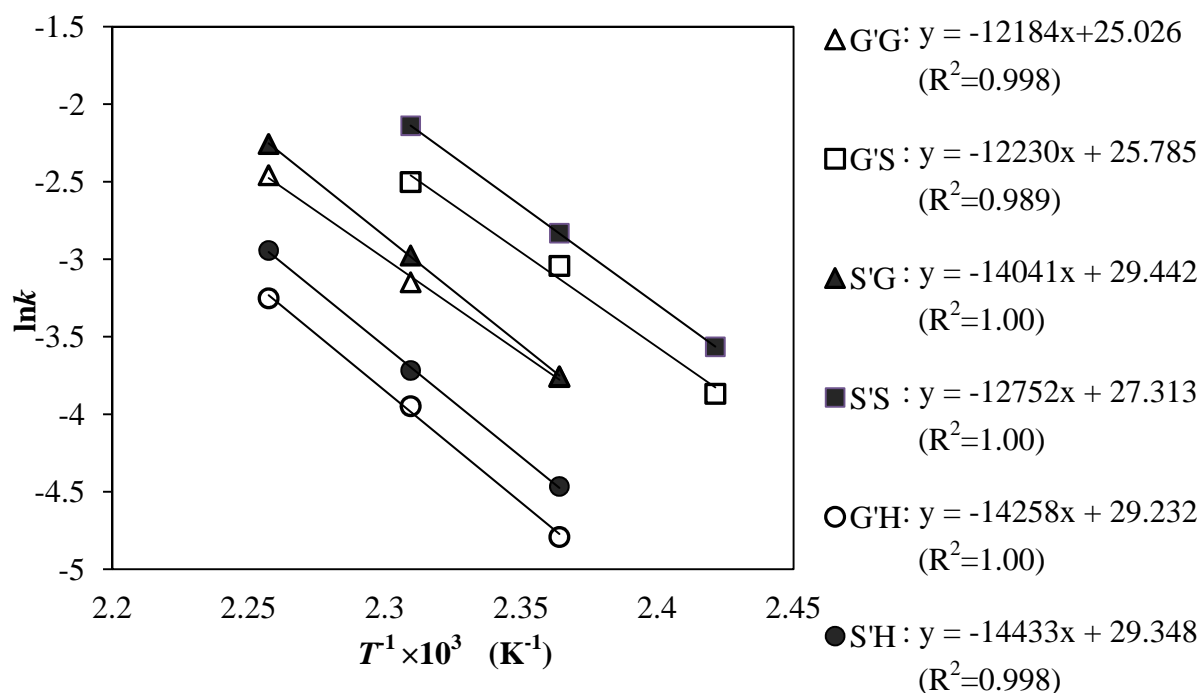 -1.5
-2
-2.5
-3
-3.5
-4
-4.5
-5
lnk
2.2
2.25
2.3
2.35
2.4
2.45
T⁻¹ ×10³ (K⁻¹)
G'G: y = -12184x+25.026
(R²=0.998)
G'S : y = -12230x + 25.785
(R²=0.989)
S'G: y = -14041x + 29.442
(R²=1.00)
S'S : y = -12752x + 27.313
(R²=1.00)
G'H: y = -14258x + 29.232
(R²=1.00)
S'H: y = -14433x + 29.348
(R²=0.998)